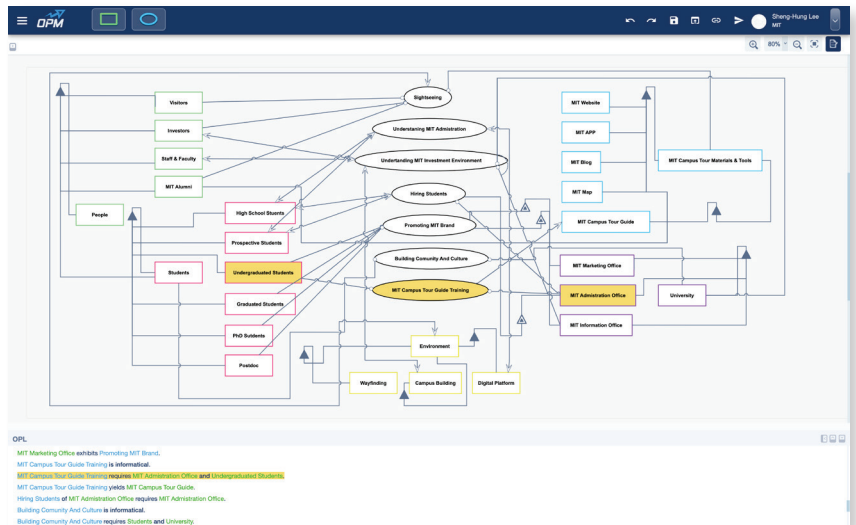 OPM
Sheng-Hung Lee
MIT
80%
Visitors
Investors
Staff & Faculty
MIT Alumni
People
High School Stuents
Prospective Students
Students
Undergraduated Students
Graduated Students
PhD Sutdents
Postdoc
Sightseeing
Understaning MIT Admistration
Undertanding MIT Investment Environment
Hiring Students
Promoting MIT Brand
Building Comunity And Culture
MIT Campus Tour Guide Training
Environment
Wayfinding
Campus Building
Digital Platform
MIT Website
MIT APP
MIT Blog
MIT Map
MIT Campus Tour Materials & Tools
MIT Campus Tour Guide
MIT Marketing Office
MIT Admistration Office
University
MIT Information Office
OPL
MIT Marketing Office exhibits Promoting MIT Brand.
MIT Campus Tour Guide Training is informatical.
MIT Campus Tour Guide Training requires MIT Admistration Office and Undergraduated Students.
MIT Campus Tour Guide Training yields MIT Campus Tour Guide.
Hiring Students of MIT Admistration Office requires MIT Admistration Office.
Building Comunity And Culture is informatical.
Building Comunity And Culture requires Students and University.